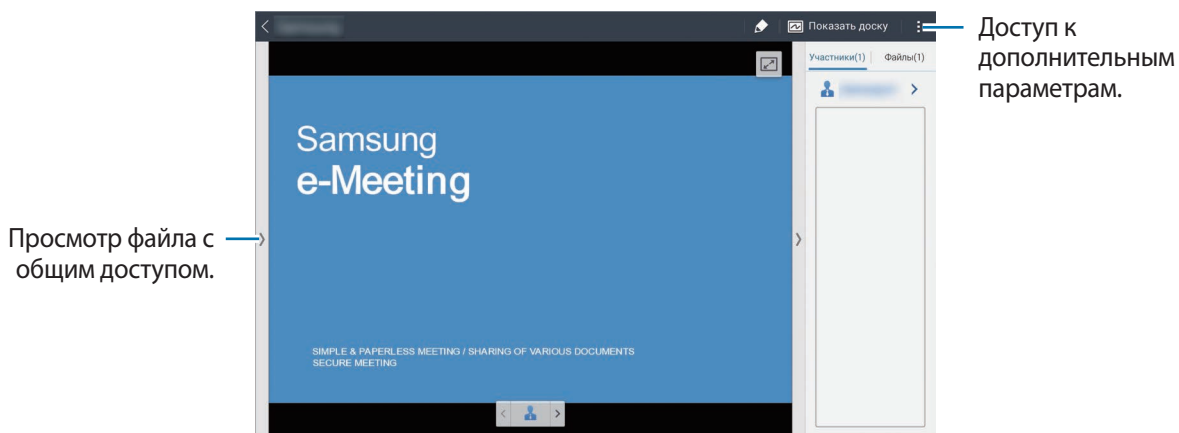 Показать доску
Доступ к
дополнительным
параметрам.
Участники(1)
Файлы(1)
Samsung
e-Meeting
Просмотр файла с
общим доступом.
SIMPLE & PAPERLESS MEETING / SHARING OF VARIOUS DOCUMENTS
SECURE MEETING